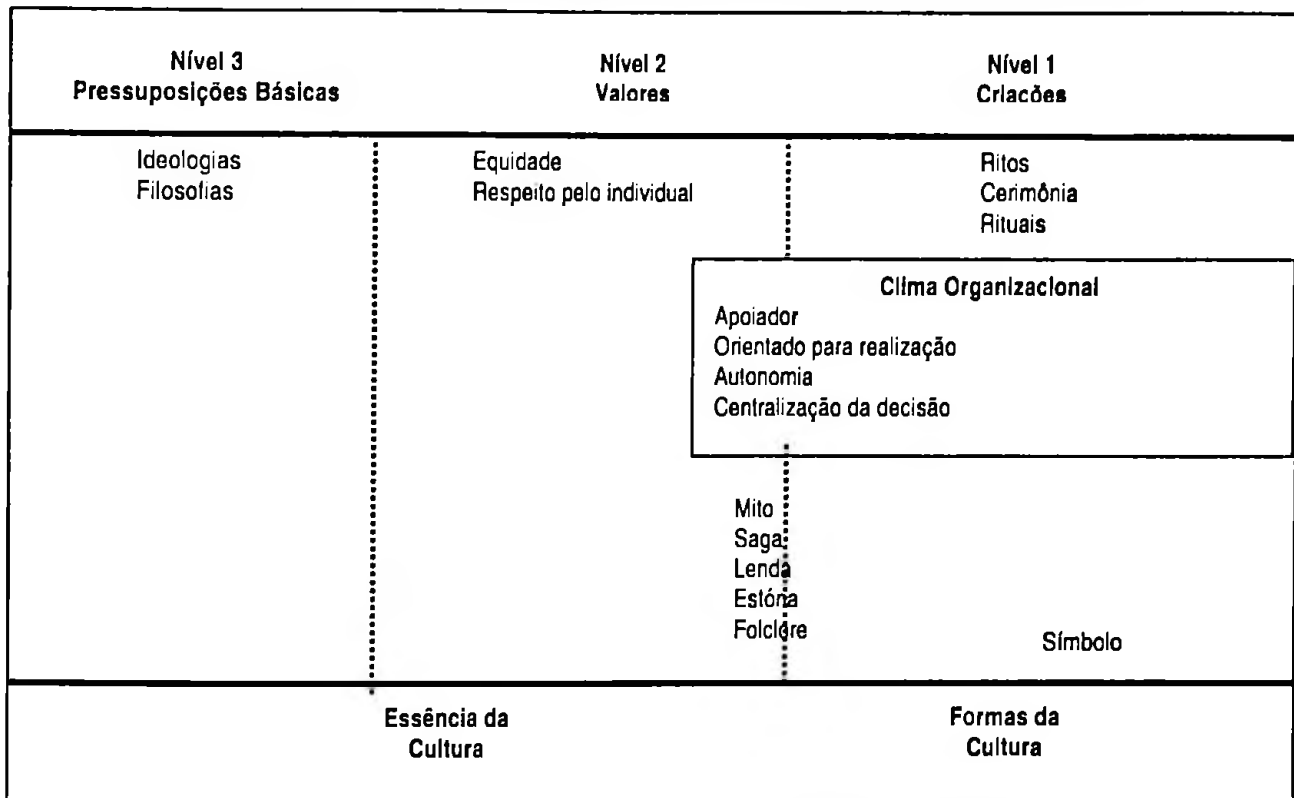 Nível 3
Pressuposições Básicas
Nível 2
Valores
Nível 1
Criacões
Ideologias
Filosofias
Equidade
Respeito pelo individual
Ritos
Cerimônia
Rituais
Clima Organizacional
Apoiador
Orientado para realização
Autonomia
Centralização da decisão
Mito
Saga
Lenda
Estória
Folclore
Símbolo
Essência da
Cultura
Formas da
Cultura